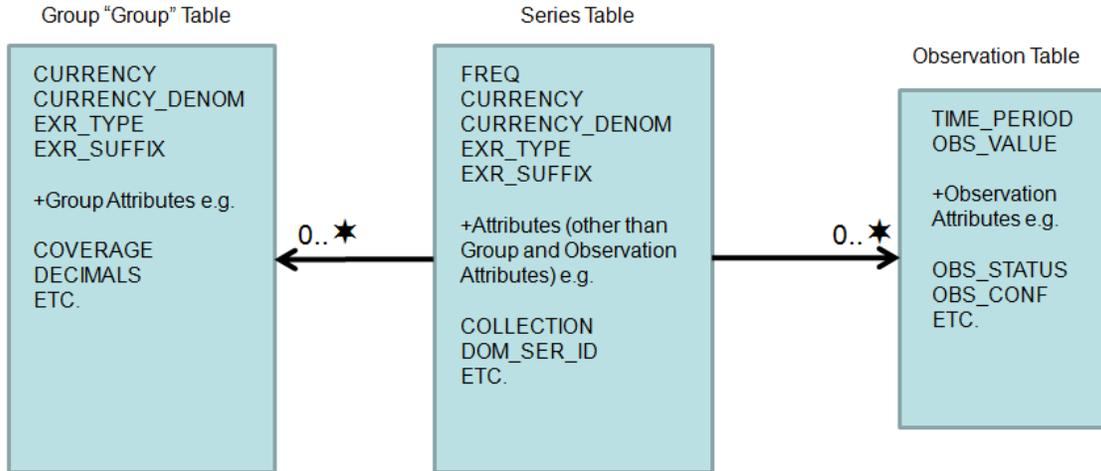 Group “Group” Table
CURRENCY
CURRENCY_DENOM
EXR_TYPE
EXR_SUFFIX
+Group Attributes e.g.
COVERAGE
DECIMALS
ETC.
0..★
Series Table
FREQ
CURRENCY
CURRENCY_DENOM
EXR_TYPE
EXR_SUFFIX
+Attributes (other than
Group and Observation
Attributes) e.g.
COLLECTION
DOM_SER_ID
ETC.
0..★
Observation Table
TIME_PERIOD
OBS_VALUE
+Observation
Attributes e.g.
OBS_STATUS
OBS_CONF
ETC.